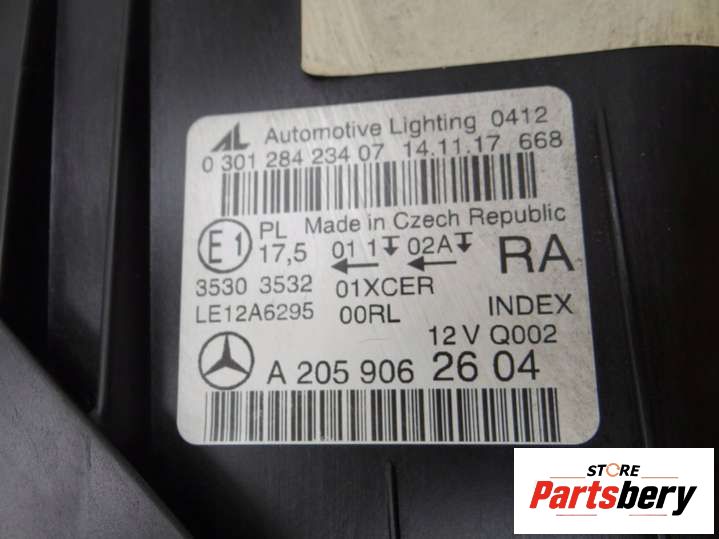 AL Automotive Lighting 0412
0 301 284 234 07 14.11.17 668
E1 PL Made in Czech Republic
17,5 01 1 02A RA
3530 3532 01XCER
LE12A6295 00RL INDEX
12 V Q002
A 205 906 26 04
STORE
Partsbery